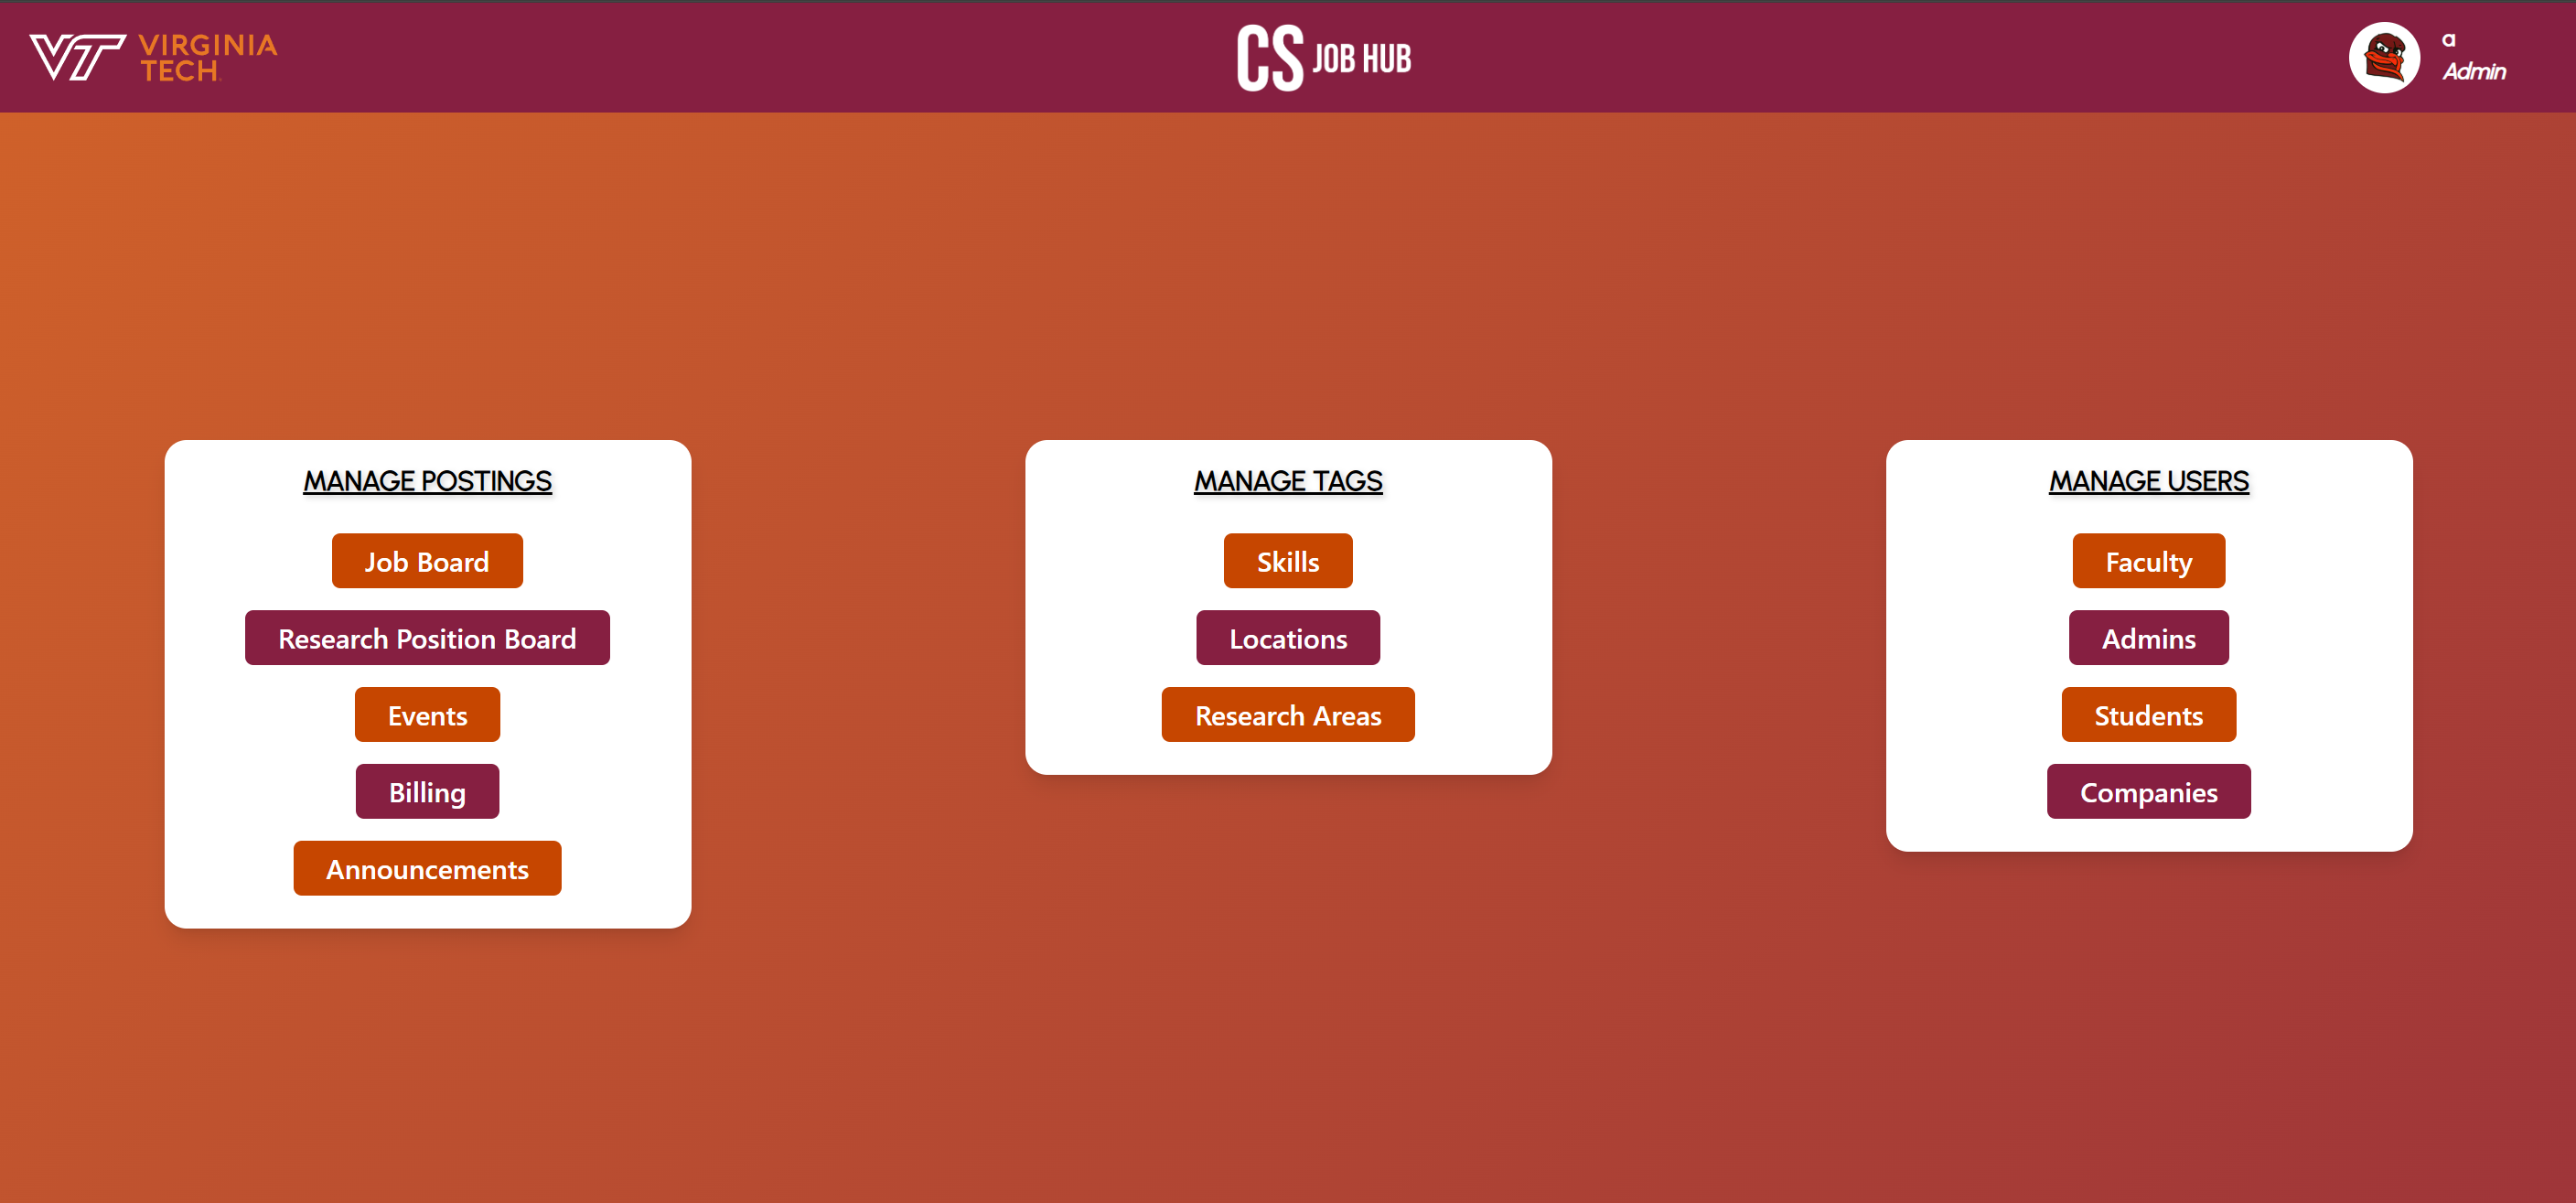 VIRGINIA
TECH
CS JOB HUB
a
Admin
MANAGE POSTINGS
Job Board
Research Position Board
Events
Billing
Announcements
MANAGE TAGS
Skills
Locations
Research Areas
MANAGE USERS
Faculty
Admins
Students
Companies